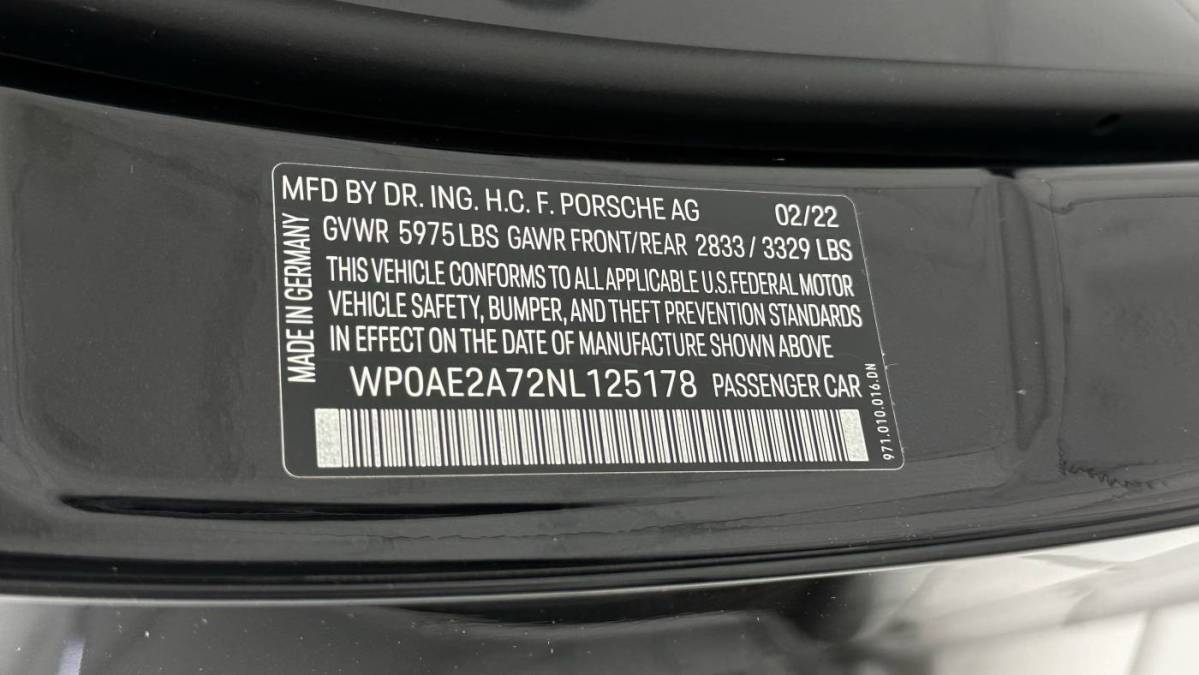 MFD BY DR. ING. H.C. F. PORSCHE AG 02/22
GVWR 5975 LBS GAWR FRONT/REAR 2833 / 3329 LBS
THIS VEHICLE CONFORMS TO ALL APPLICABLE U.S.FEDERAL MOTOR
VEHICLE SAFETY, BUMPER, AND THEFT PREVENTION STANDARDS
IN EFFECT ON THE DATE OF MANUFACTURE SHOWN ABOVE
WP0AE2A72NL125178 PASSENGER CAR
MADE IN GERMANY
971.010.016.DN